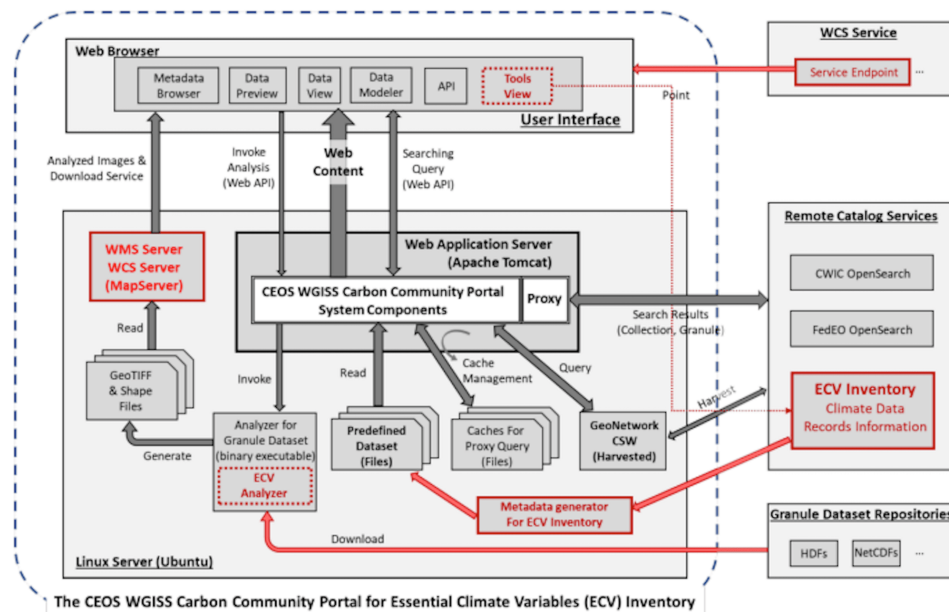 Web Browser
Metadata
Browser
Data
Preview
Data
View
Data
Modeler
API
Tools
View
User Interface
WCS Service
Service Endpoint
...
Point
Analyzed Images &
Download Service
Invoke
Analysis
(Web API)
Web
Content
Searching
Query
(Web API)
WMS Server
WCS Server
(MapServer)
Web Application Server
(Apache Tomcat)
CEOS WGISS Carbon Community Portal
System Components
Proxy
Remote Catalog Services
CWIC OpenSearch
FedEO OpenSearch
ECV Inventory
Climate Data
Records Information
Search Results
(Collection, Granule)
Read
Invoke
Read
Cache
Management
Query
Harvest
GeoTIFF
& Shape
Files
Generate
Analyzer for
Granule Dataset
(binary executable)
ECV
Analyzer
Predefined
Dataset
(Files)
Caches For
Proxy Query
(Files)
GeoNetwork
CSW
(Harvested)
Metadata generator
For ECV Inventory
Download
Linux Server (Ubuntu)
Granule Dataset Repositories
HDFs
NetCDFs
...
The CEOS WGISS Carbon Community Portal for Essential Climate Variables (ECV) Inventory